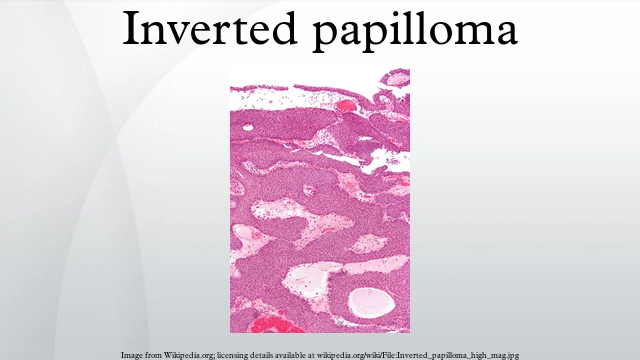 Inverted papilloma
Image from Wikipedia.org; licensing details available at wikipedia.org/wiki/File:Inverted_papilloma_high_mag.jpg